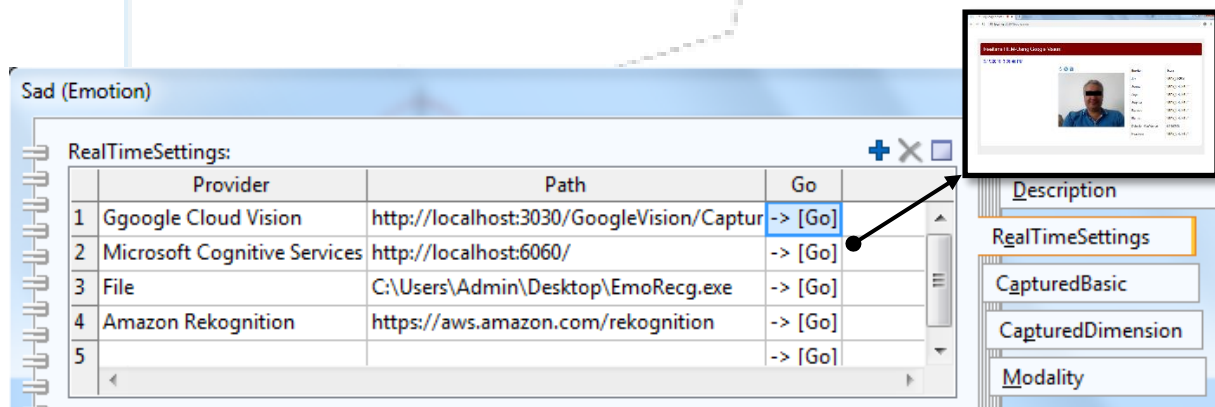 Sad (Emotion)
RealTimeSettings:
Provider Path Go
1 Ggoogle Cloud Vision http://localhost:3030/GoogleVision/Captur -> [Go]
2 Microsoft Cognitive Services http://localhost:6060/ -> [Go]
3 File C:\Users\Admin\Desktop\EmoRecg.exe -> [Go]
4 Amazon Rekognition https://aws.amazon.com/rekognition -> [Go]
5 -> [Go]
Description
RealTimeSettings
CapturedBasic
CapturedDimension
Modality